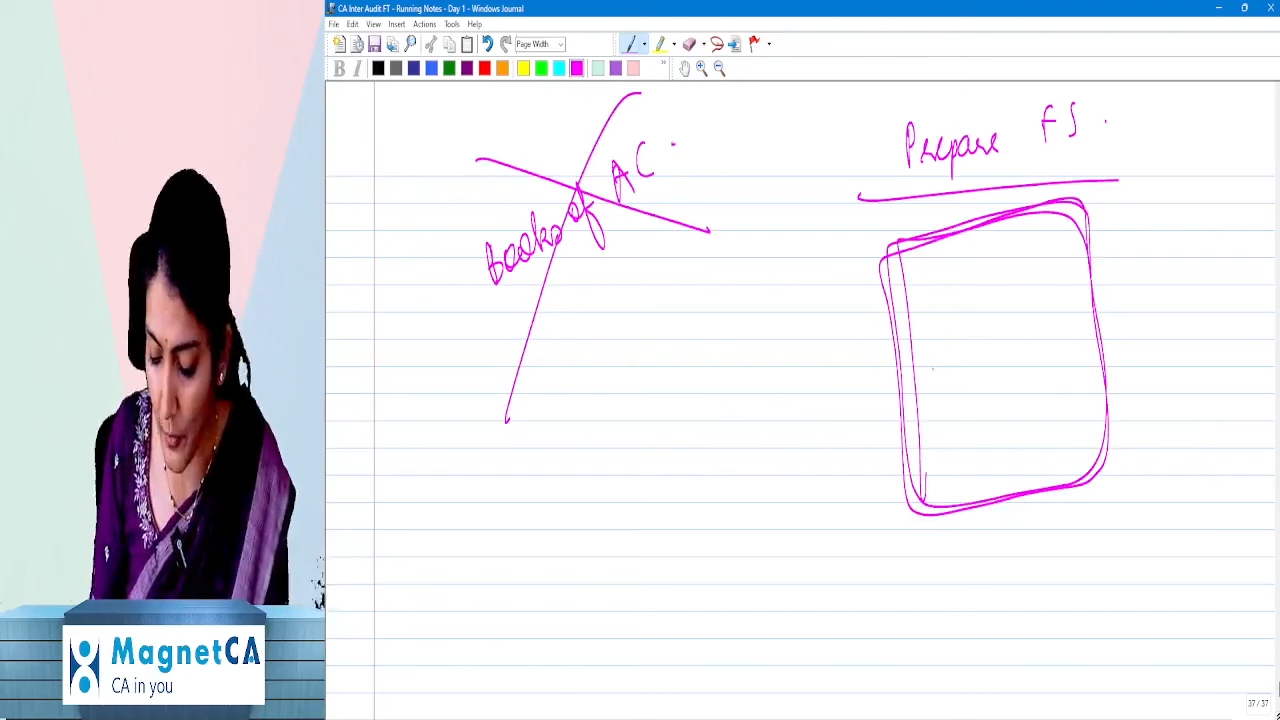 CA Inter Audit FT - Running Notes - Day 1 - Windows Journal
File Edit View Insert Actions Tools Help
Page Width
B I
Books of AC
Prepare FS.
MagnetCA
CA in you
37 / 37